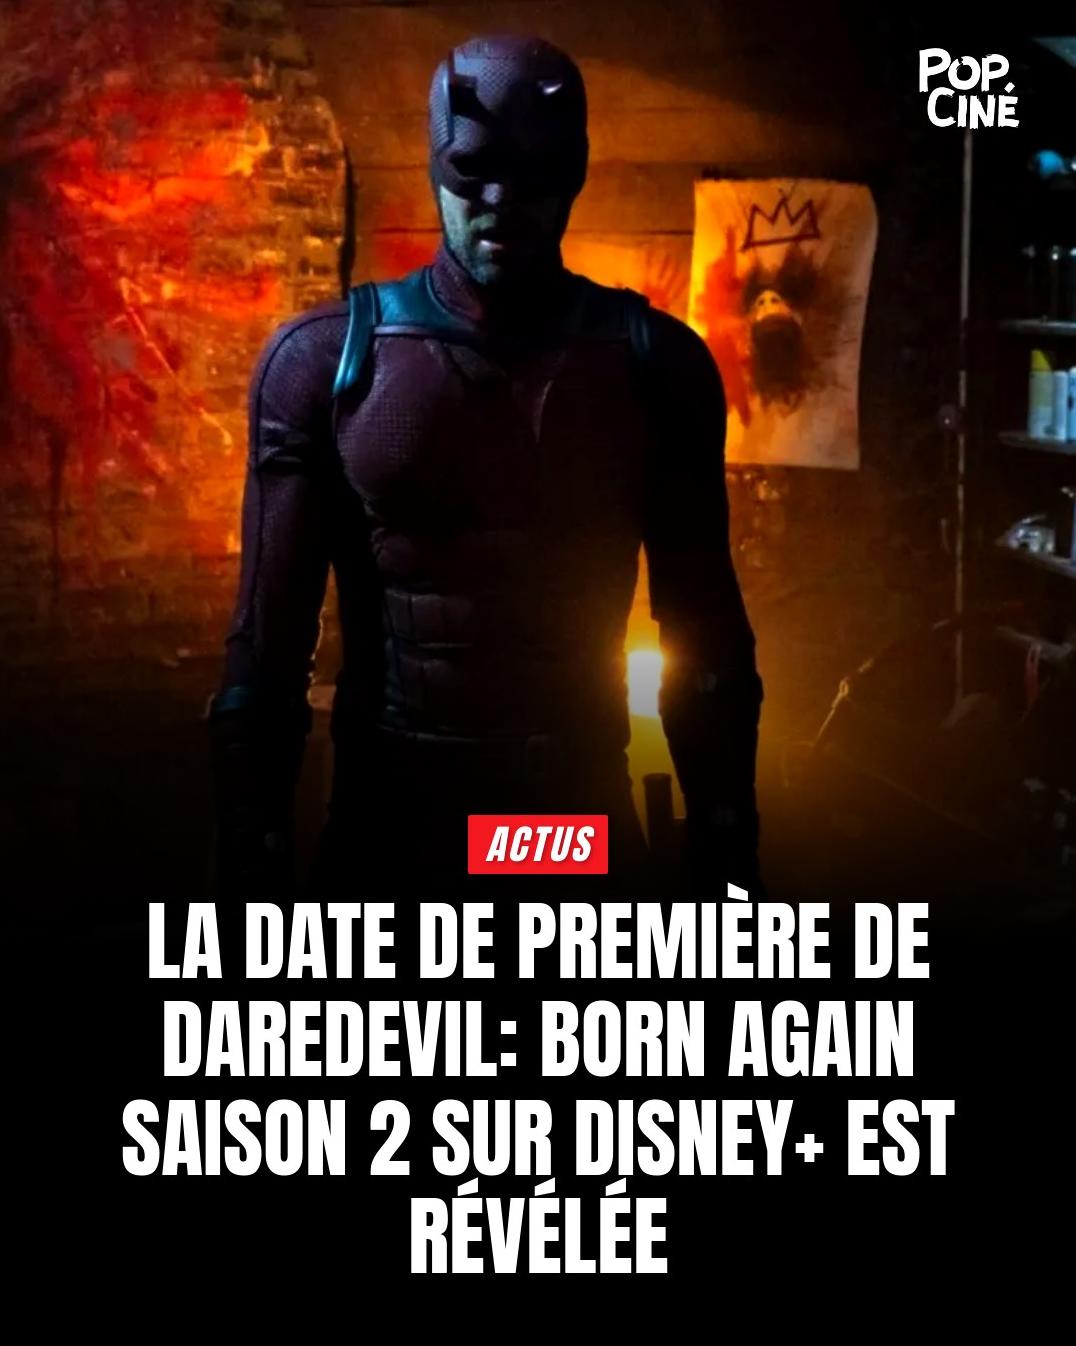 POP.
CINÉ
ACTUS
LA DATE DE PREMIÈRE DE
DAREDEVIL: BORN AGAIN
SAISON 2 SUR DISNEY+ EST
RÉVÉLÉE